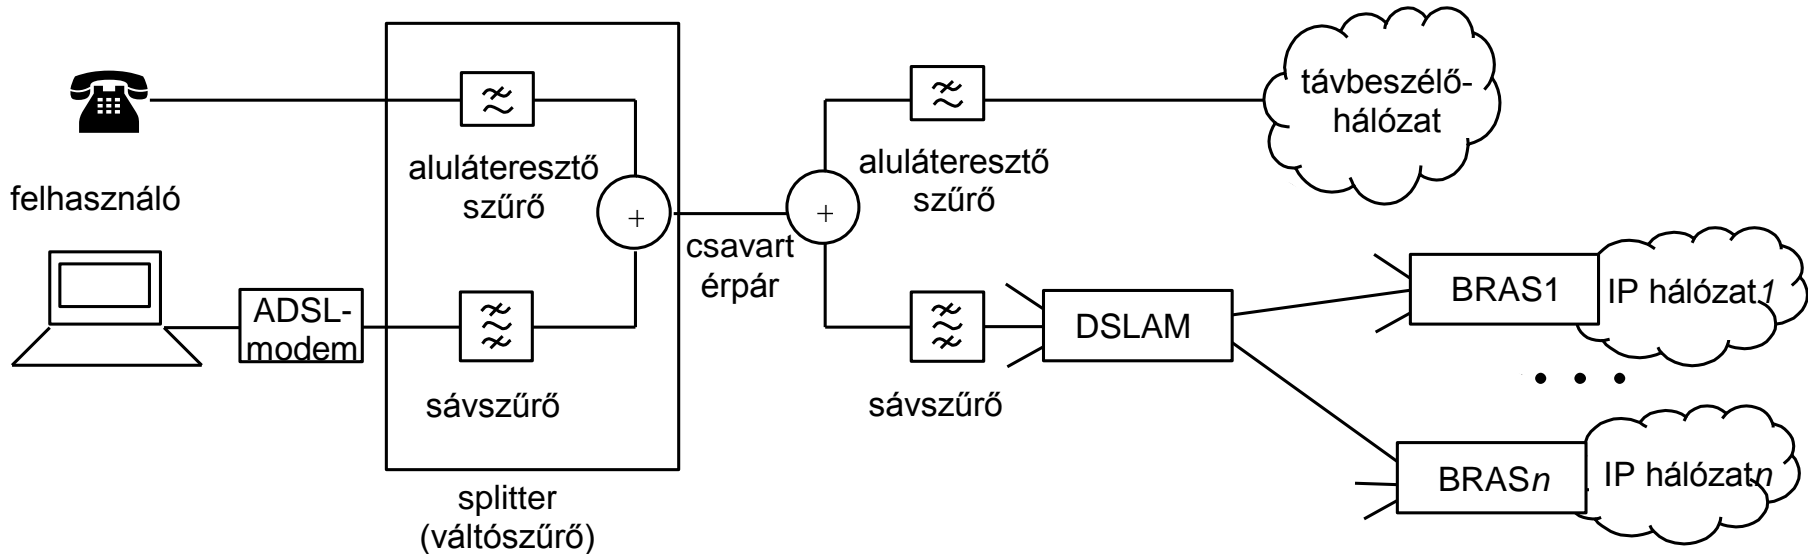 távbeszélő-
hálózat
aluláteresztő
szűrő
aluláteresztő
szűrő
felhasználó
+
+
csavart
érpár
ADSL-
modem
DSLAM
BRAS1
IP hálózat1
sávszűrő
sávszűrő
• • •
BRASn
IP hálózatn
splitter
(váltószűrő)